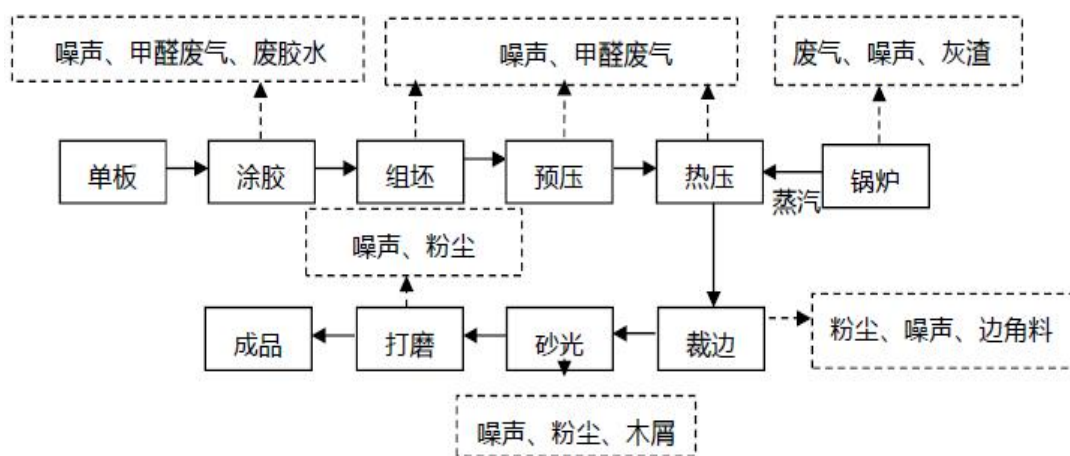 噪声、甲醛废气、废胶水
噪声、甲醛废气
废气、噪声、灰渣
单板
涂胶
组坯
预压
热压
锅炉
蒸汽
噪声、粉尘
成品
打磨
砂光
裁边
粉尘、噪声、边角料
噪声、粉尘、木屑